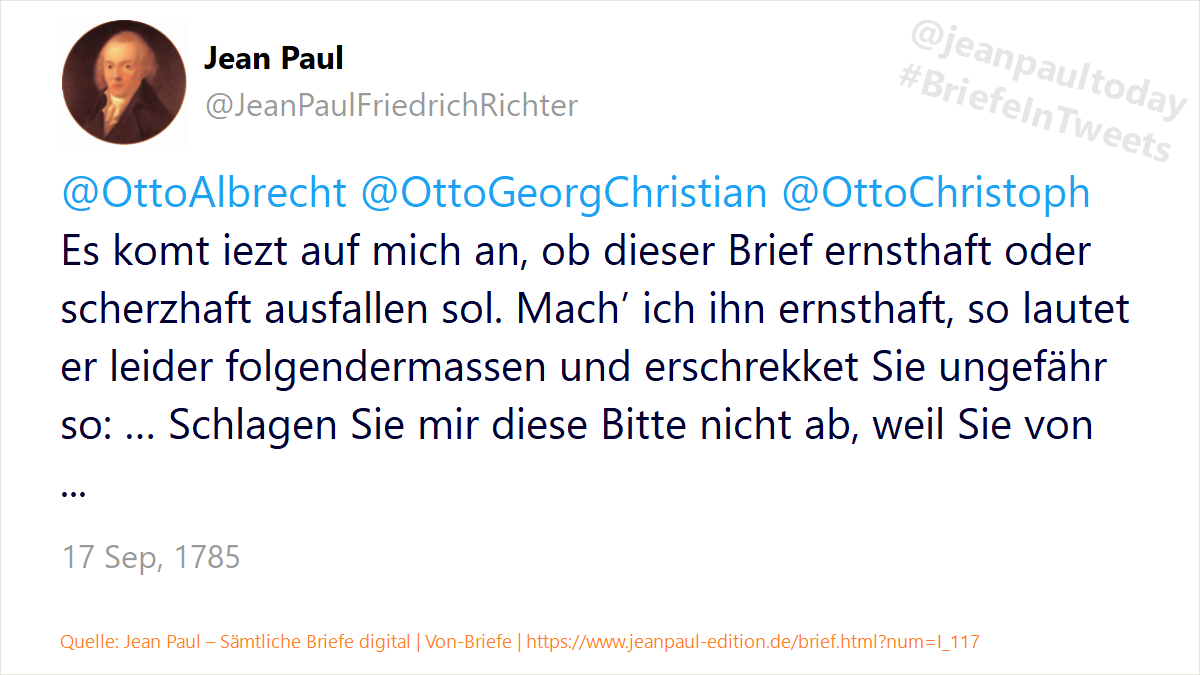 Jean Paul
@JeanPaulFriedrichRichter
@jeanpaultoday
#BriefeInTweets
@OttoAlbrecht @OttoGeorgChristian @OttoChristoph
Es komt iezt auf mich an, ob dieser Brief ernsthaft oder
scherzhaft ausfallen sol. Mach’ ich ihn ernsthaft, so lautet
er leider folgendermassen und erschrekket Sie ungefähr
so: … Schlagen Sie mir diese Bitte nicht ab, weil Sie von
...
17 Sep, 1785
Quelle: Jean Paul – Sämtliche Briefe digital | Von-Briefe | https://www.jeanpaul-edition.de/brief.html?num=I_117